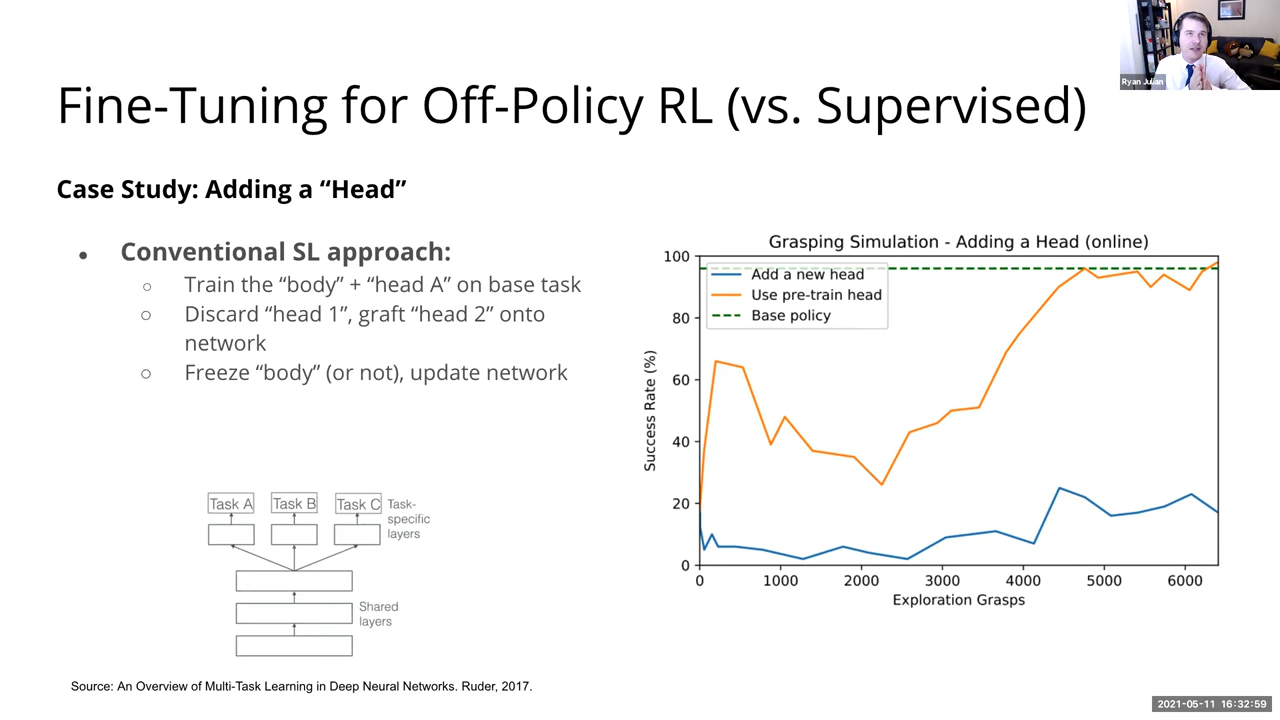 Ryan Julian
Fine-Tuning for Off-Policy RL (vs. Supervised)
Case Study: Adding a “Head”
● Conventional SL approach:
○ Train the “body” + “head A” on base task
○ Discard “head 1”, graft “head 2” onto
network
○ Freeze “body” (or not), update network
Task A Task B Task C Task-
specific
layers
Shared
layers
Grasping Simulation - Adding a Head (online)
Success Rate (%)
100
80
60
40
20
0
Add a new head
Use pre-train head
Base policy
0 1000 2000 3000 4000 5000 6000
Exploration Grasps
Source: An Overview of Multi-Task Learning in Deep Neural Networks. Ruder, 2017.
2021-05-11 16:32:59